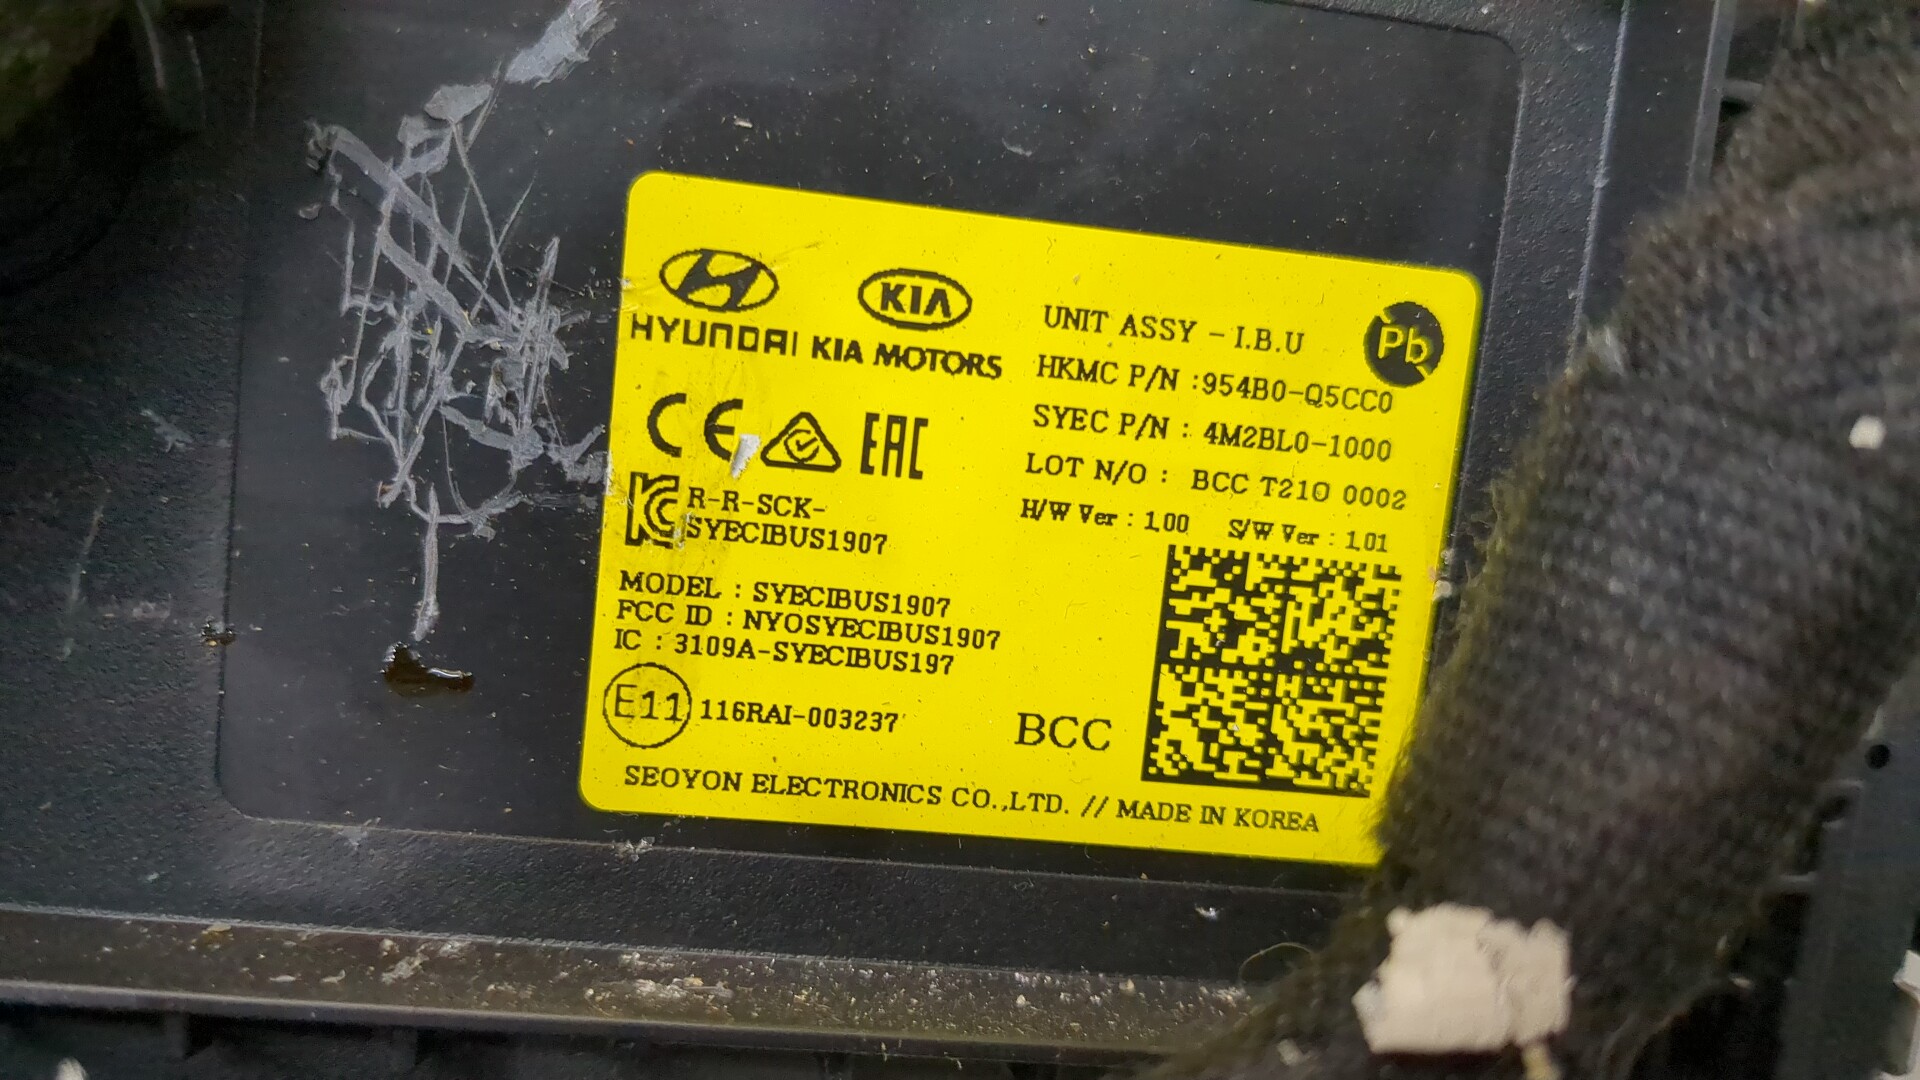 HYUNDAI KIA MOTORS
KIA
UNIT ASSY - I.B.U
Pb
HKMC P/N :954B0-Q5CC0
SYEC P/N : 4M2BL0-1000
LOT N/O : BCC T210 0002
H/W Ver : 1.00 S/W Ver : 1.01
CE EAC
R-R-SCK-
SYECIBUS1907
MODEL : SYECIBUS1907
FCC ID : NYOSYECIBUS1907
IC : 3109A-SYECIBUS197
E11 116RAI-003237
BCC
SEOYON ELECTRONICS CO.,LTD. // MADE IN KOREA